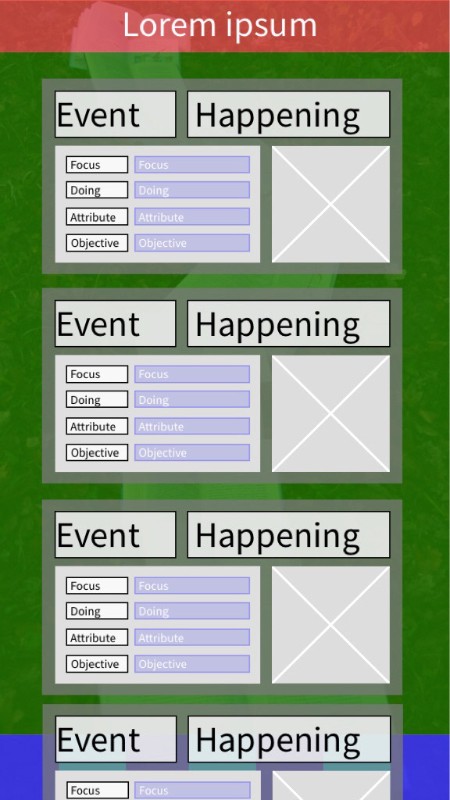 Lorem ipsum
Event Happening
Focus Focus
Doing Doing
Attribute Attribute
Objective Objective
Event Happening
Focus Focus
Doing Doing
Attribute Attribute
Objective Objective
Event Happening
Focus Focus
Doing Doing
Attribute Attribute
Objective Objective
Event Happening
Focus Focus